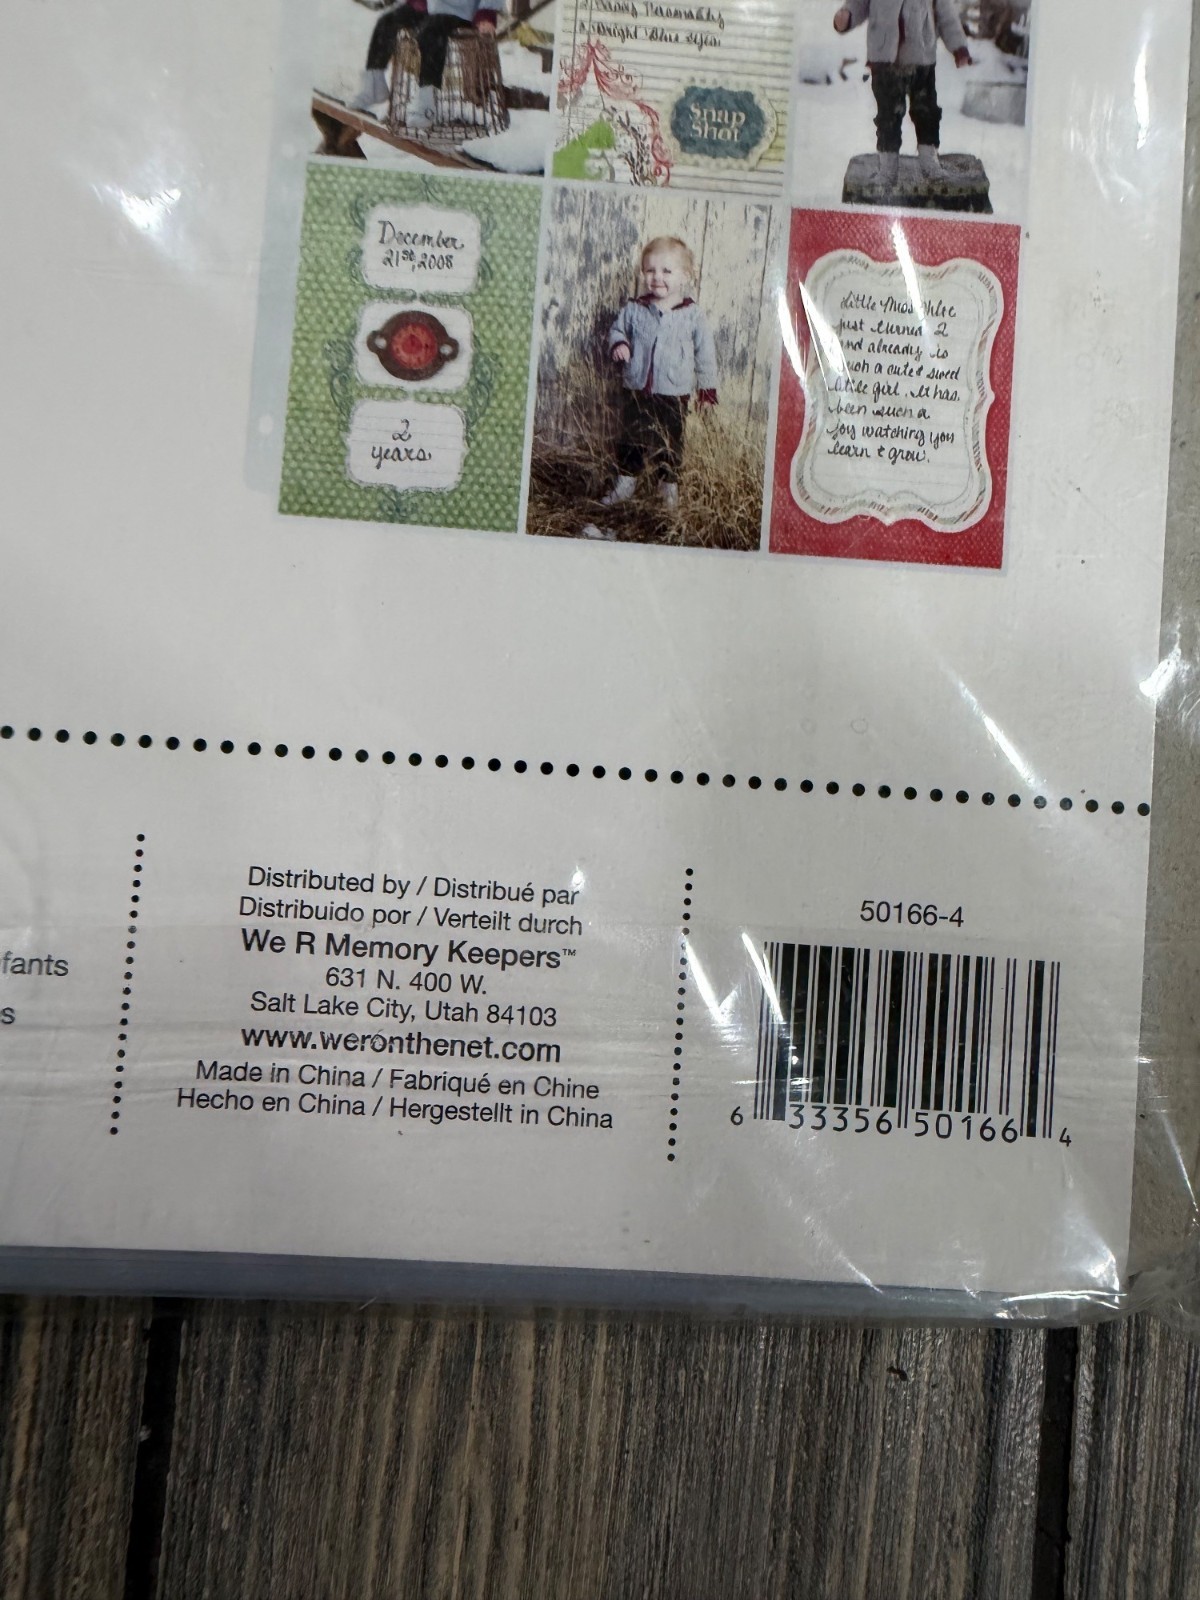 Bright Blue Eyes
Snap
Shot
December
21st, 2008
2
years
Little Miss Chloe
just turned 2
and already is
such a cute & sweet
little girl. It has
been such a
joy watching you
learn & grow.
fants
s
Distributed by / Distribué par
Distribuido por / Verteilt durch
We R Memory Keepers™
631 N. 400 W.
Salt Lake City, Utah 84103
www.weronthenet.com
Made in China / Fabriqué en Chine
Hecho en China / Hergestellt in China
50166-4
6 33356 50166 4